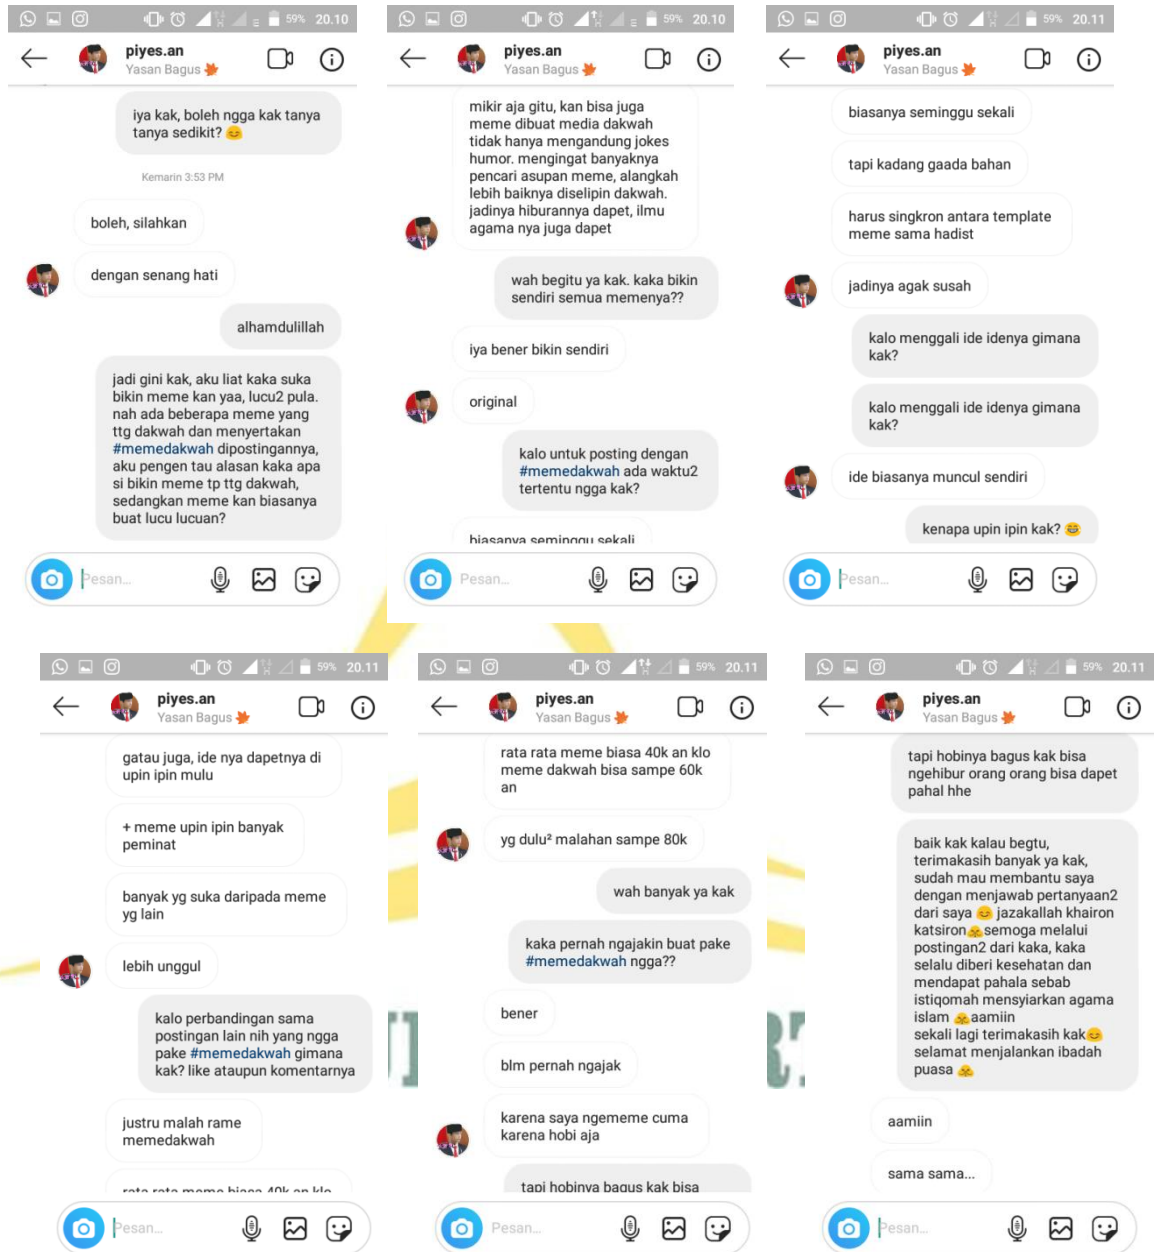 59% 20.10
piyes.an
Yasan Bagus
iya kak, boleh ngga kak tanya
tanya sedikit?
Kemarin 3:53 PM
boleh, silahkan
dengan senang hati
alhamdulillah
jadi gini kak, aku liat kaka suka
bikin meme kan yaa, lucu2 pula.
nah ada beberapa meme yang
ttg dakwah dan menyertakan
#memedakwah dipostingannya,
aku pengen tau alasan kaka apa
si bikin meme tp ttg dakwah,
sedangkan meme kan biasanya
buat lucu lucuan?
Pesan...
59% 20.10
piyes.an
Yasan Bagus
mikir aja gitu, kan bisa juga
meme dibuat media dakwah
tidak hanya mengandung jokes
humor. mengingat banyaknya
pencari asupan meme, alangkah
lebih baiknya diselipin dakwah.
jadinya hiburannya dapet, ilmu
agama nya juga dapet
wah begitu ya kak. kaka bikin
sendiri semua memenya??
iya bener bikin sendiri
original
kalo untuk posting dengan
#memedakwah ada waktu2
tertentu ngga kak?
biasanya seminggu sekali
Pesan...
59% 20.11
piyes.an
Yasan Bagus
biasanya seminggu sekali
tapi kadang gaada bahan
harus singkron antara template
meme sama hadist
jadinya agak susah
kalo menggali ide idenya gimana
kak?
kalo menggali ide idenya gimana
kak?
ide biasanya muncul sendiri
kenapa upin ipin kak?
Pesan...
59% 20.11
piyes.an
Yasan Bagus
gatau juga, ide nya dapetnya di
upin ipin mulu
+ meme upin ipin banyak
peminat
banyak yg suka daripada meme
yg lain
lebih unggul
kalo perbandingan sama
postingan lain nih yang ngga
pake #memedakwah gimana
kak? like ataupun komentarnya
justru malah rame
memedakwah
rata rata meme biasa 40k an klo
Pesan...
59% 20.11
piyes.an
Yasan Bagus
rata rata meme biasa 40k an klo
meme dakwah bisa sampe 60k
an
yg dulu² malahan sampe 80k
wah banyak ya kak
kaka pernah ngajakin buat pake
#memedakwah ngga??
bener
blm pernah ngajak
karena saya ngememe cuma
karena hobi aja
tapi hobinya bagus kak bisa
Pesan...
59% 20.11
piyes.an
Yasan Bagus
tapi hobinya bagus kak bisa
ngehibur orang orang bisa dapet
pahal hhe
baik kak kalau begtu,
terimakasih banyak ya kak,
sudah mau membantu saya
dengan menjawab pertanyaan2
dari saya 😊 jazakallah khairon
katsiron🙏semoga melalui
postingan2 dari kaka, kaka
selalu diberi kesehatan dan
mendapat pahala sebab
istiqomah mensyiarkan agama
islam 🙏aamiin
sekali lagi terimakasih kak😊
selamat menjalankan ibadah
puasa 🙏
aamiin
sama sama...
Pesan...